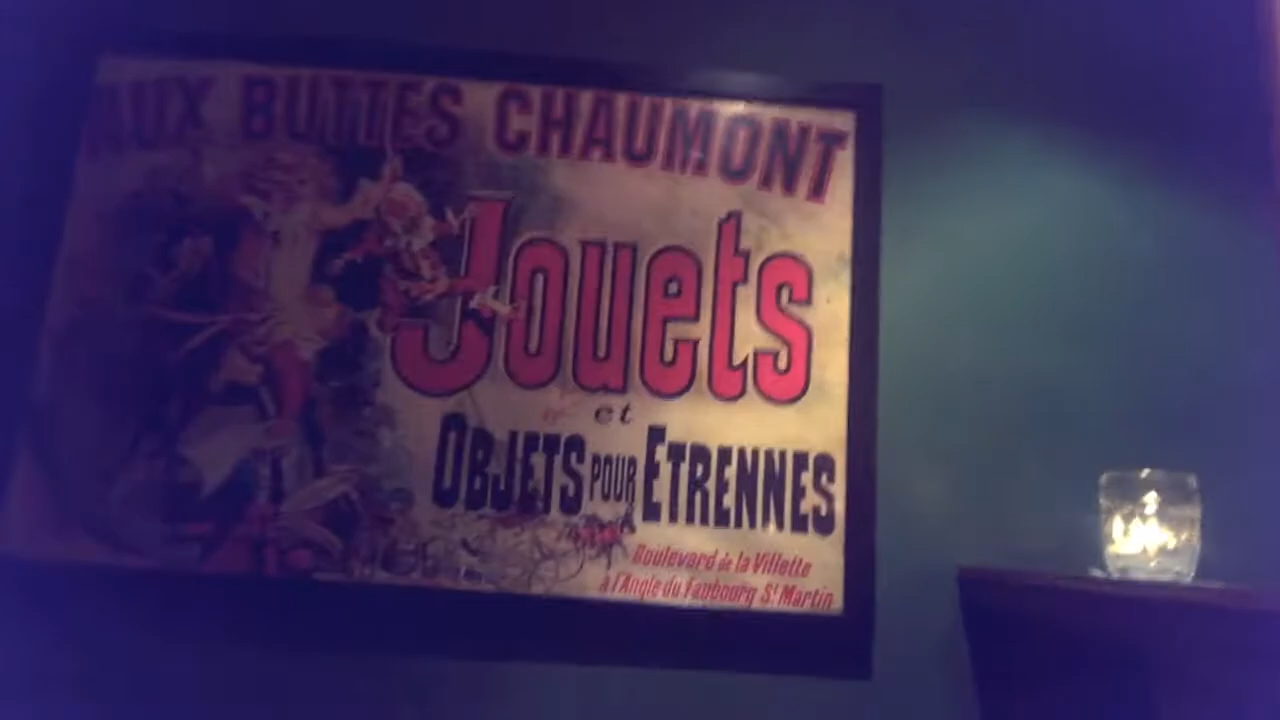 AUX BUTTES CHAUMONT
Jouets
et
OBJETS POUR ETRENNES
Boulevard de la Villette
à l'Angle du Faubourg St Martin